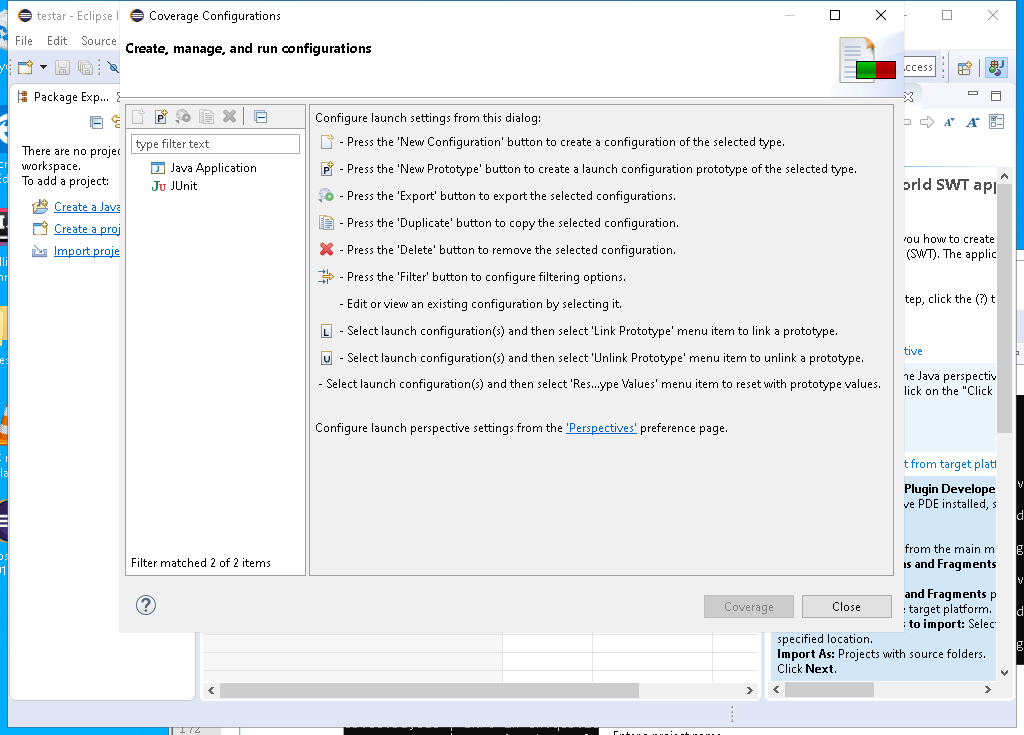 testar - Eclipse I
Coverage Configurations
File Edit Source
Create, manage, and run configurations
ccess
Package Exp...
type filter text
Java Application
JUnit
Filter matched 2 of 2 items
There are no projec
workspace.
To add a project:
Create a Java
Create a proj
Import proje
Configure launch settings from this dialog:
- Press the 'New Configuration' button to create a configuration of the selected type.
- Press the 'New Prototype' button to create a launch configuration prototype of the selected type.
- Press the 'Export' button to export the selected configurations.
- Press the 'Duplicate' button to copy the selected configuration.
- Press the 'Delete' button to remove the selected configuration.
- Press the 'Filter' button to configure filtering options.
- Edit or view an existing configuration by selecting it.
L - Select launch configuration(s) and then select 'Link Prototype' menu item to link a prototype.
U - Select launch configuration(s) and then select 'Unlink Prototype' menu item to unlink a prototype.
- Select launch configuration(s) and then select 'Res...ype Values' menu item to reset with prototype values.
Configure launch perspective settings from the 'Perspectives' preference page.
Coverage
Close
orld SWT app
you how to create
(SWT). The applic
tep, click the (?) t
tive
he Java perspectiv
lick on the "Click
t from target platf
Plugin Develope
ve PDE installed, s
from the main m
ns and Fragments
and Fragments p
e target platform.
s to import: Select
specified location.
Import As: Projects with source folders.
Click Next.
172
Enter a project name